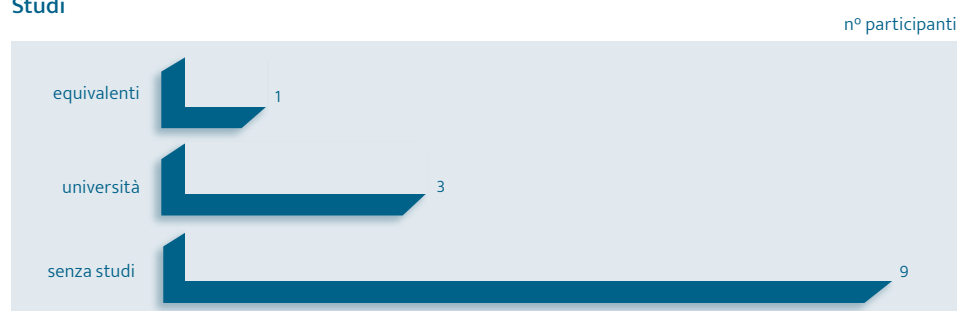 Studi
nº participanti
equivalenti 1
università 3
senza studi 9